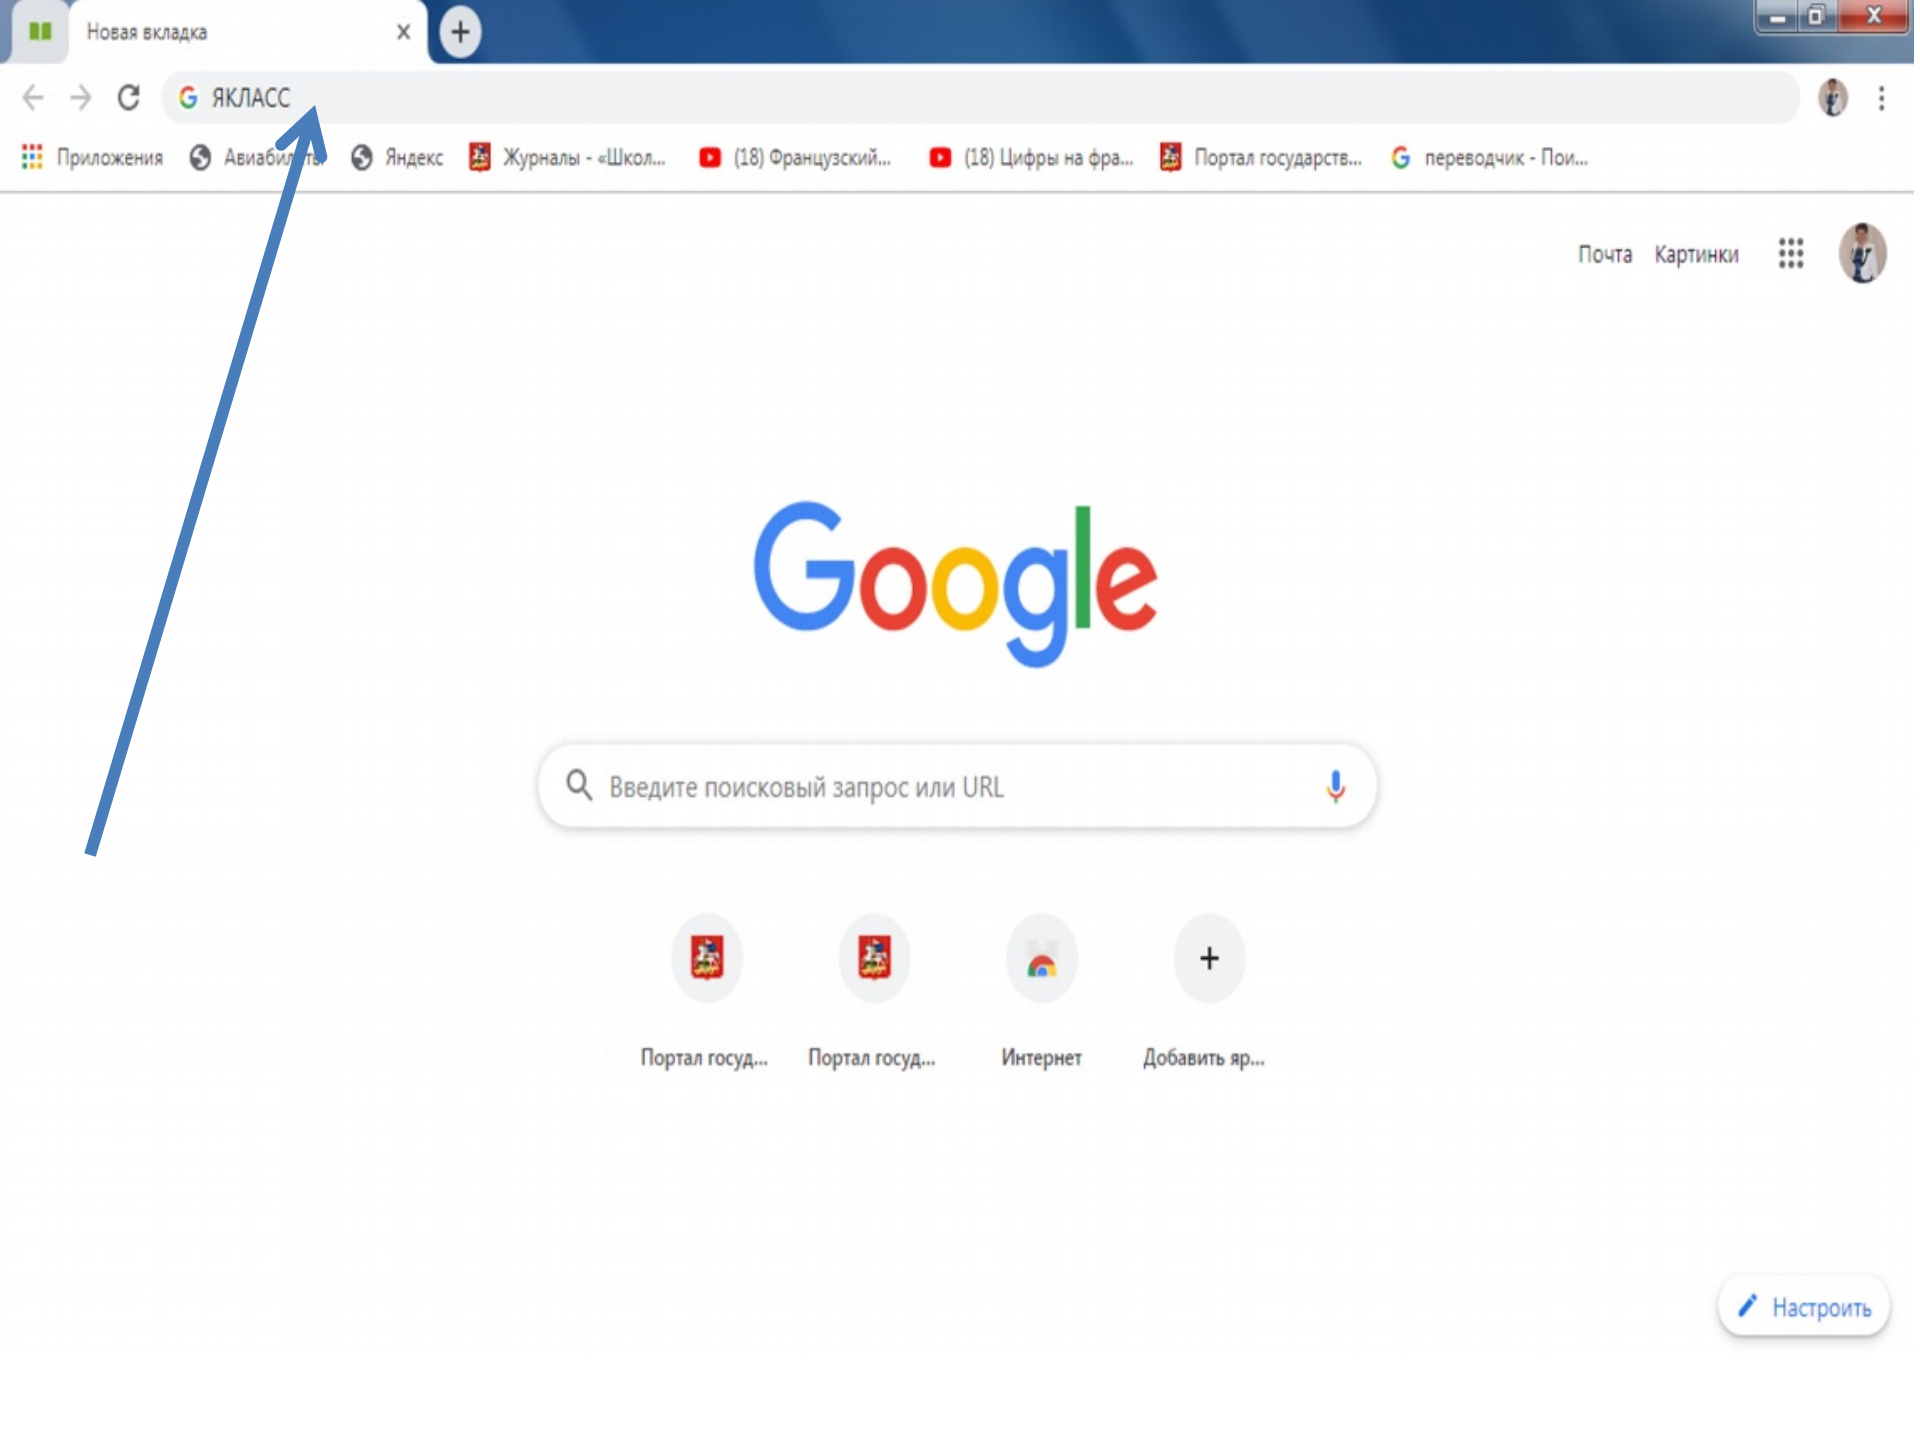 Новая вкладка
ЯКЛАСС
Приложения Авиабилеты Яндекс Журналы - «Школ... (18) Французский... (18) Цифры на фра... Портал государств... переводчик - Пои...
Почта Картинки
Google
Введите поисковый запрос или URL
Портал госуд... Портал госуд... Интернет Добавить яр...
Настроить